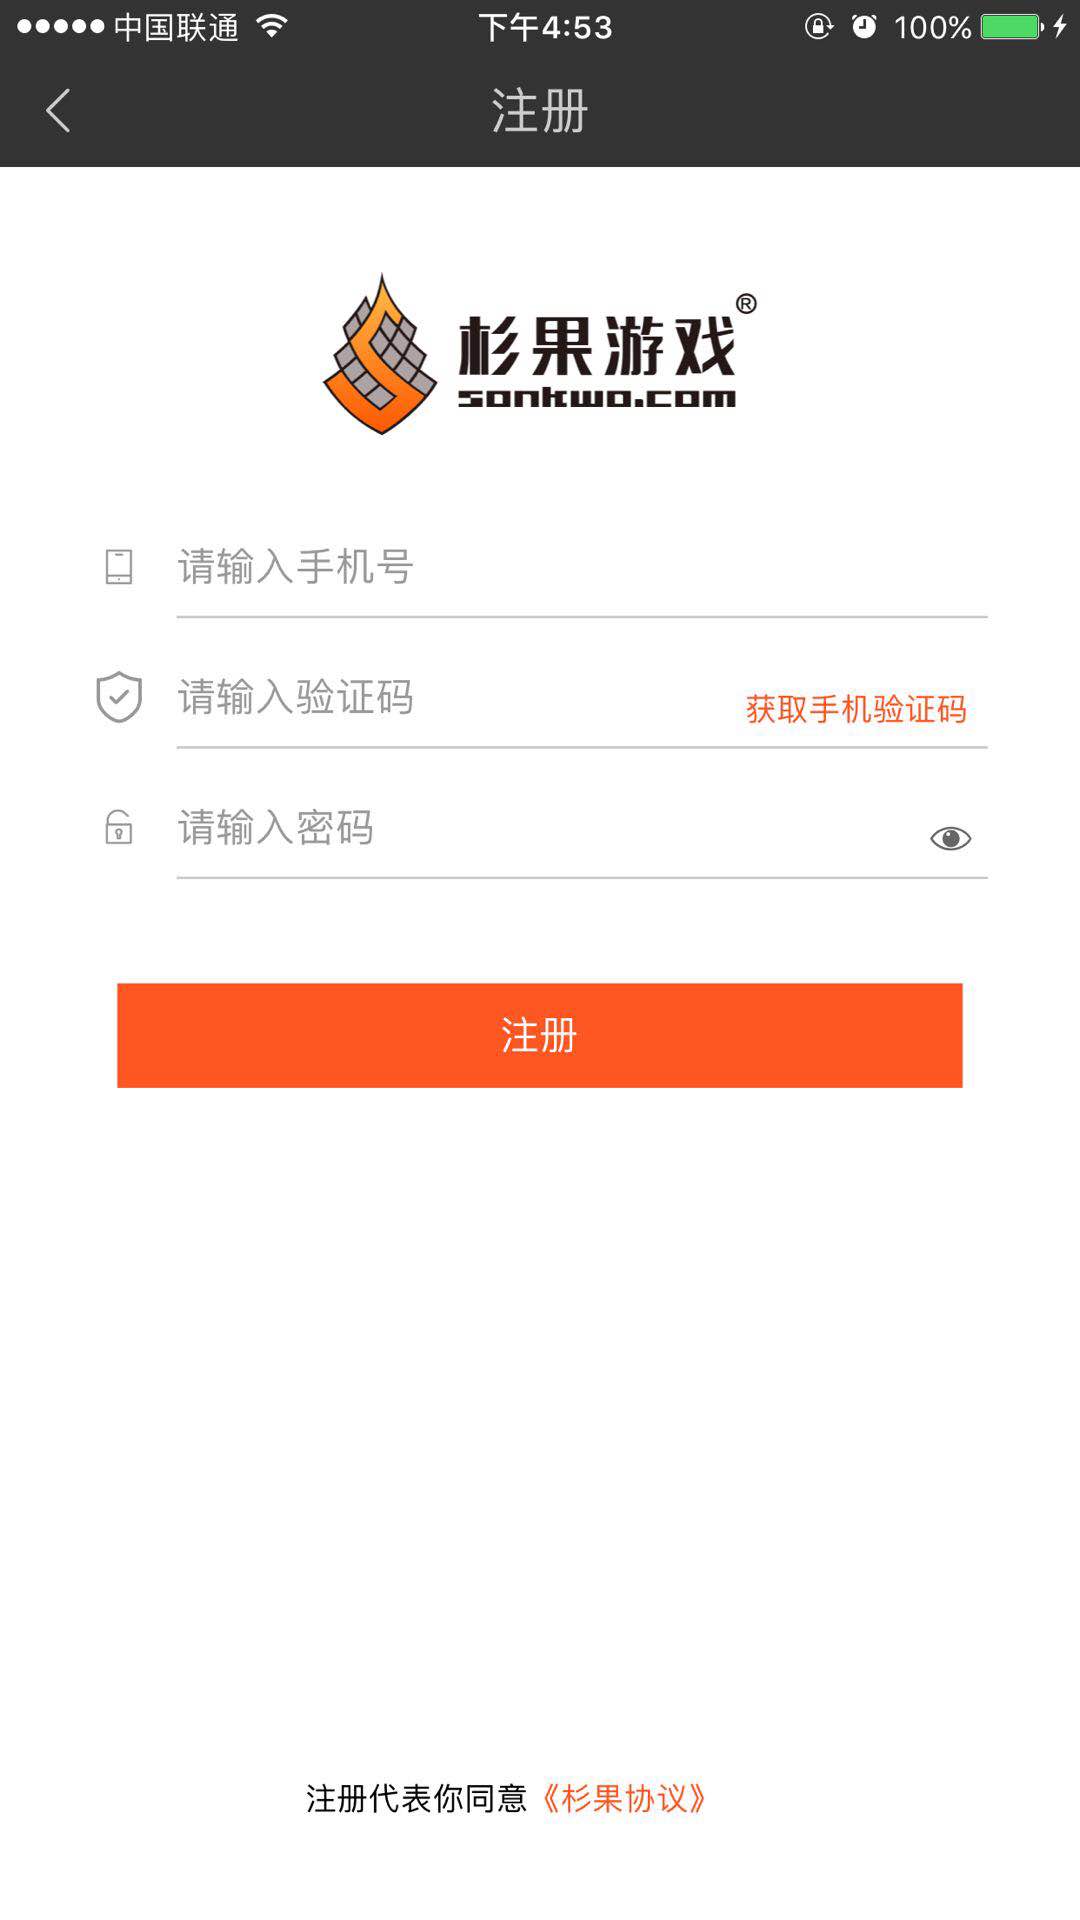 中国联通 下午4:53 100%
注册
杉果游戏®
sonkwo.com
请输入手机号
请输入验证码 获取手机验证码
请输入密码
注册
注册代表你同意《杉果协议》